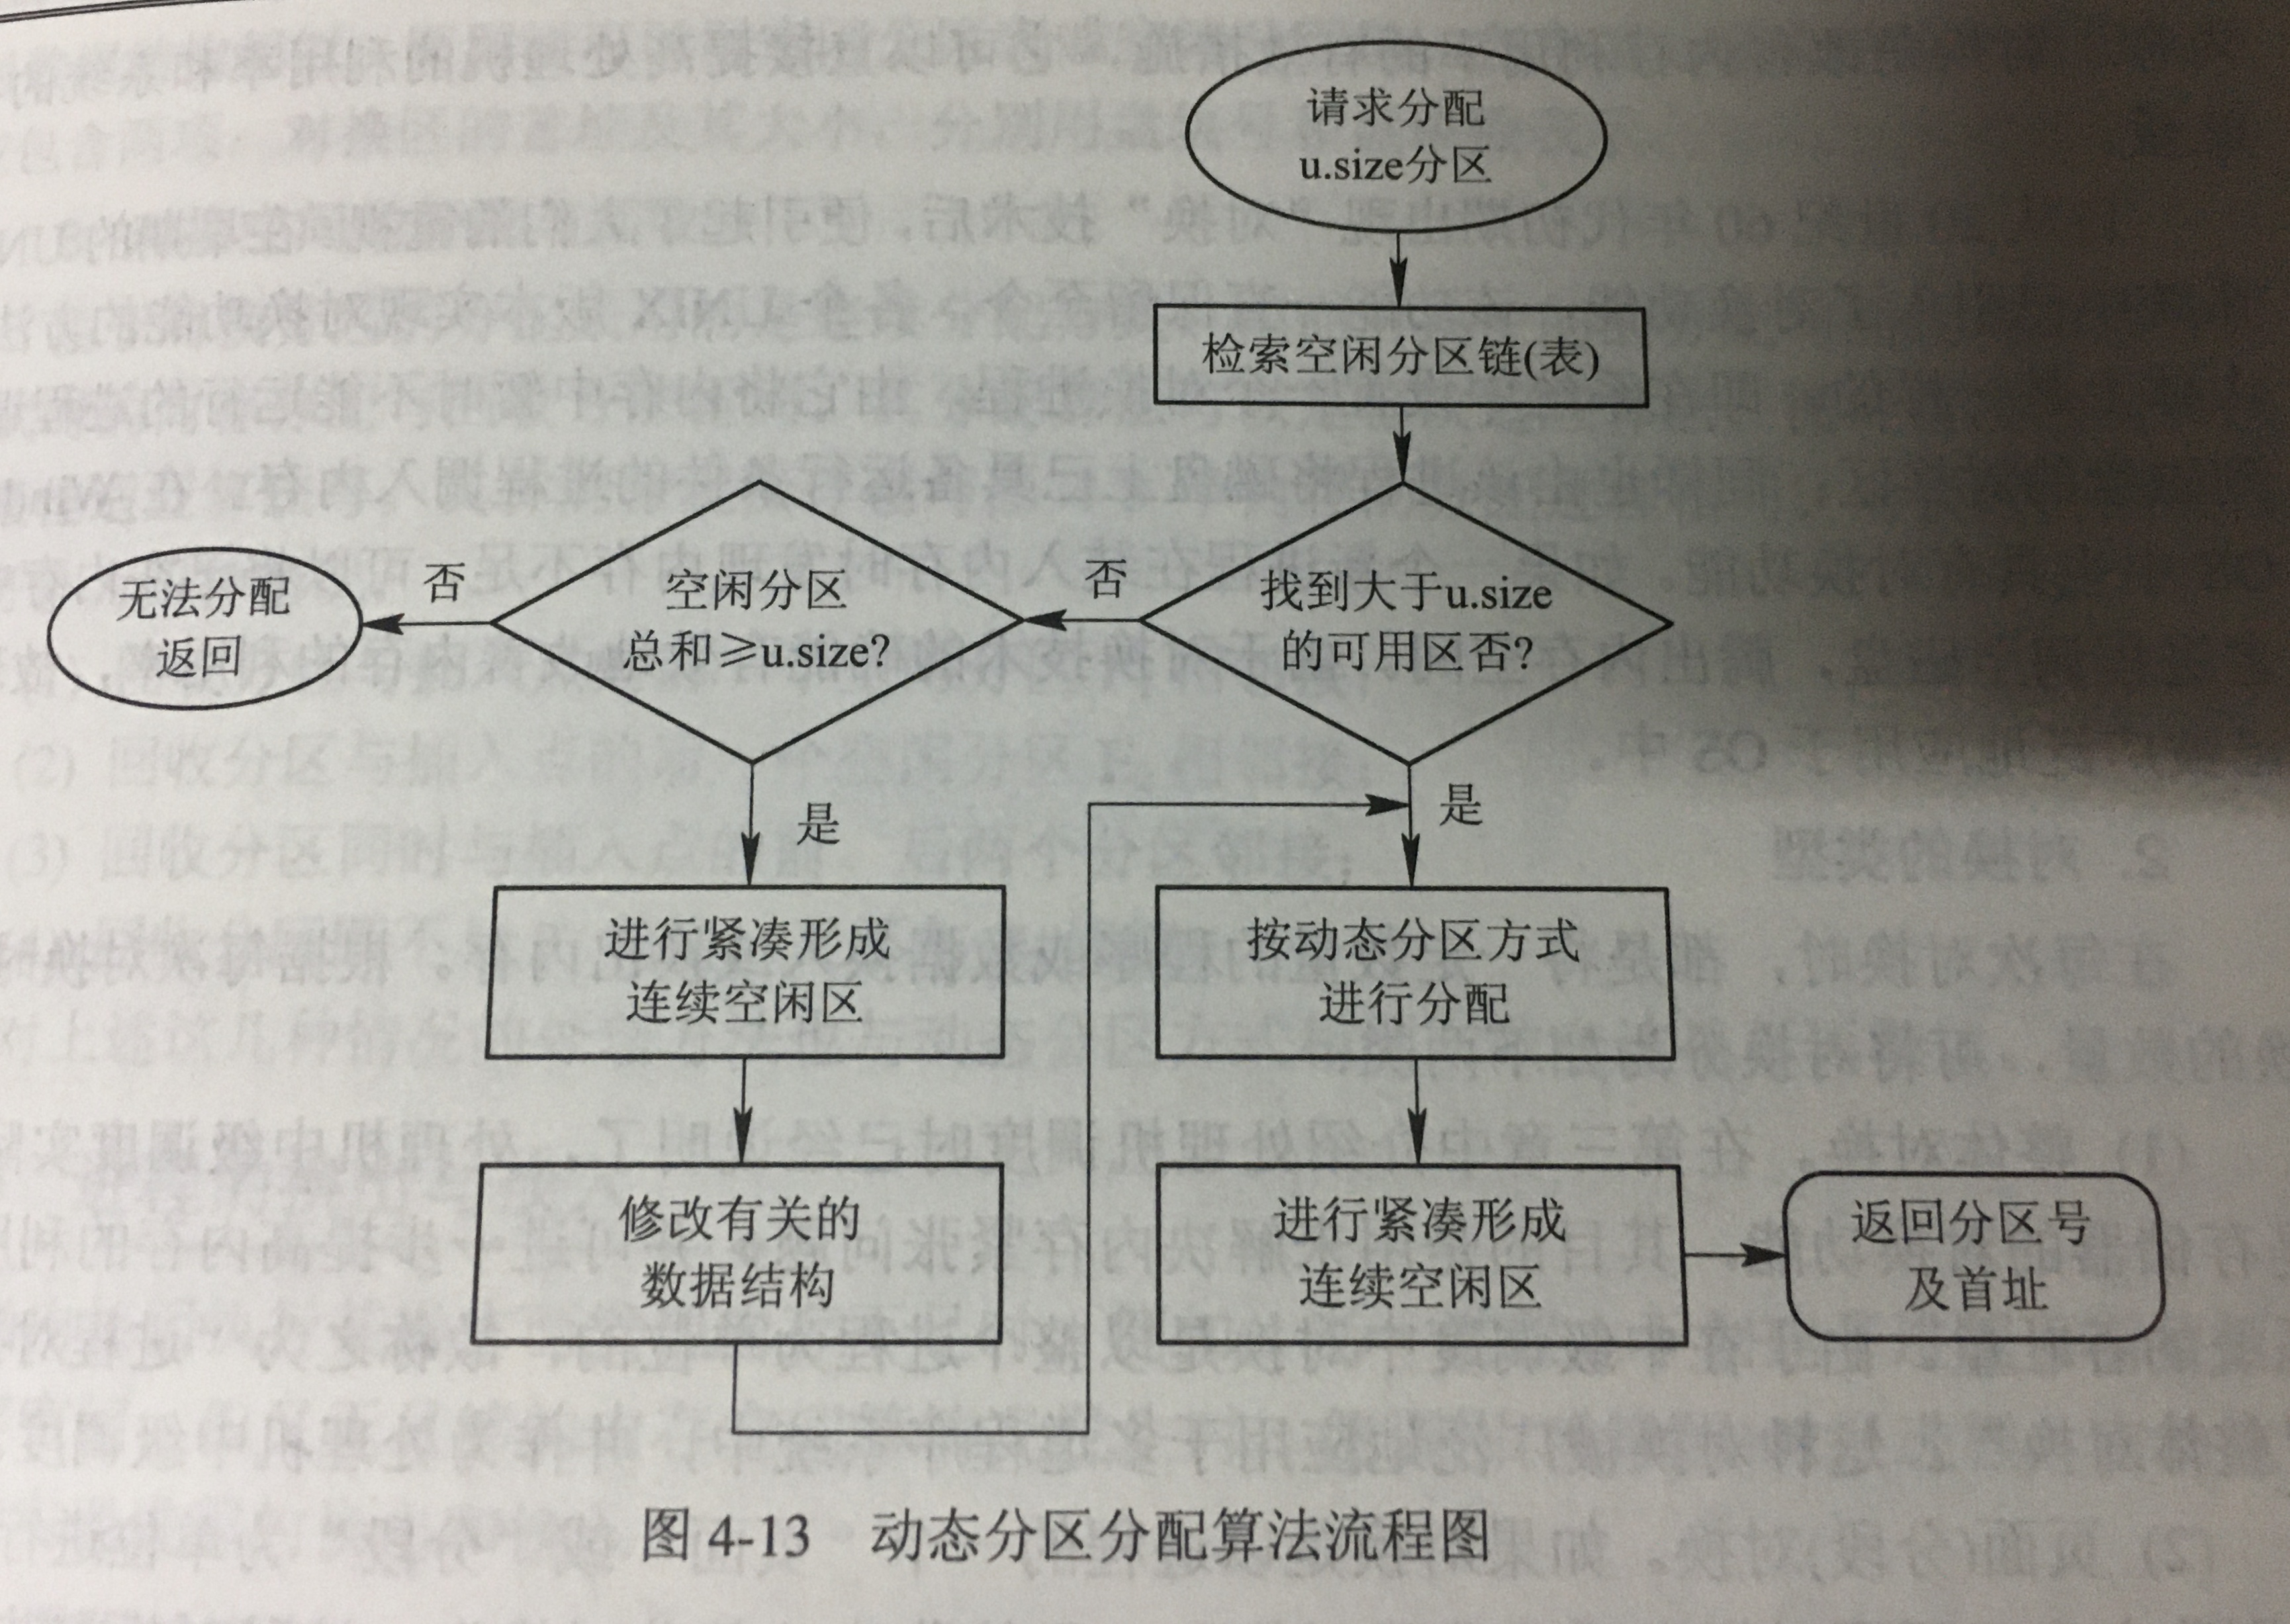 请求分配
u.size分区
检索空闲分区链(表)
找到大于u.size
的可用区否?
否
空闲分区
总和≥u.size?
否
无法分配
返回
是
是
进行紧凑形成
连续空闲区
按动态分区方式
进行分配
修改有关的
数据结构
进行紧凑形成
连续空闲区
返回分区号
及首址
图 4-13 动态分区分配算法流程图